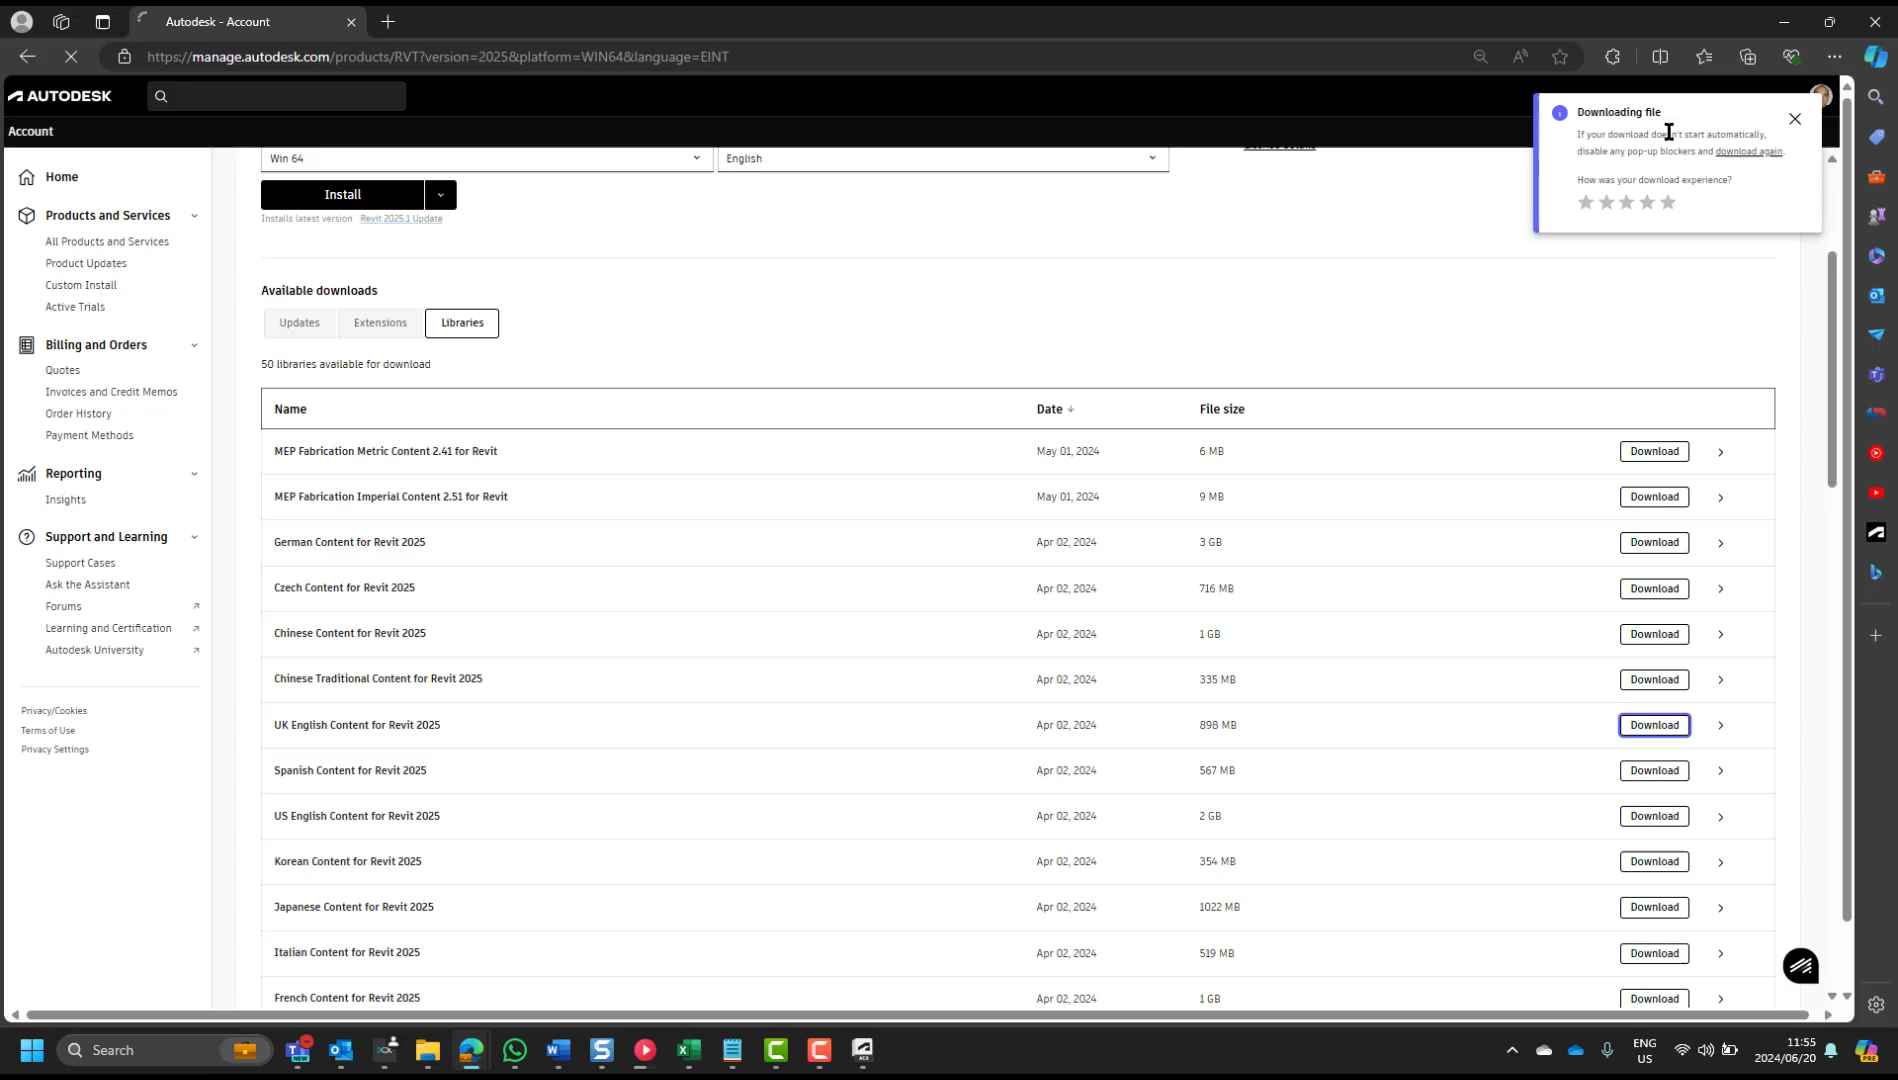 Autodesk - Account
https://manage.autodesk.com/products/RVT?version=2025&platform=WIN64&language=EINT
AUTODESK
Account
Downloading file
If your download doesn't start automatically,
disable any pop-up blockers and download again.
How was your download experience?
Home
Products and Services
All Products and Services
Product Updates
Custom Install
Active Trials
Billing and Orders
Quotes
Invoices and Credit Memos
Order History
Payment Methods
Reporting
Insights
Support and Learning
Support Cases
Ask the Assistant
Forums
Learning and Certification
Autodesk University
Privacy/Cookies
Terms of Use
Privacy Settings
Win 64
English
Install
Installs latest version Revit 2025.1 Update
Available downloads
Updates Extensions Libraries
50 libraries available for download
Name Date File size
MEP Fabrication Metric Content 2.41 for Revit May 01, 2024 6 MB Download
MEP Fabrication Imperial Content 2.51 for Revit May 01, 2024 9 MB Download
German Content for Revit 2025 Apr 02, 2024 3 GB Download
Czech Content for Revit 2025 Apr 02, 2024 716 MB Download
Chinese Content for Revit 2025 Apr 02, 2024 1 GB Download
Chinese Traditional Content for Revit 2025 Apr 02, 2024 335 MB Download
UK English Content for Revit 2025 Apr 02, 2024 898 MB Download
Spanish Content for Revit 2025 Apr 02, 2024 567 MB Download
US English Content for Revit 2025 Apr 02, 2024 2 GB Download
Korean Content for Revit 2025 Apr 02, 2024 354 MB Download
Japanese Content for Revit 2025 Apr 02, 2024 1022 MB Download
Italian Content for Revit 2025 Apr 02, 2024 519 MB Download
French Content for Revit 2025 Apr 02, 2024 1 GB Download
Search
NEW
ACS
ENG
US
11:55
2024/06/20
PRE